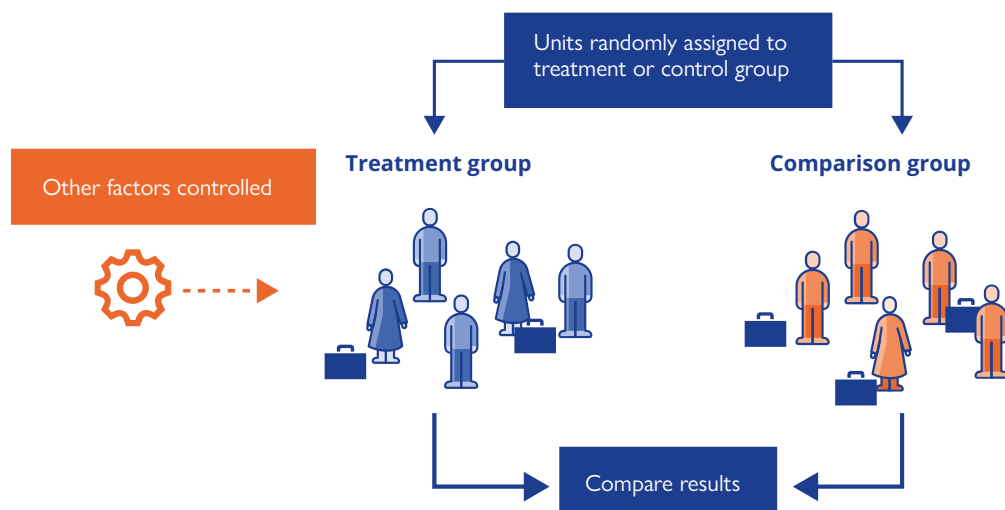 Units randomly assigned to
treatment or control group
Treatment group
Comparison group
Other factors controlled
Compare results